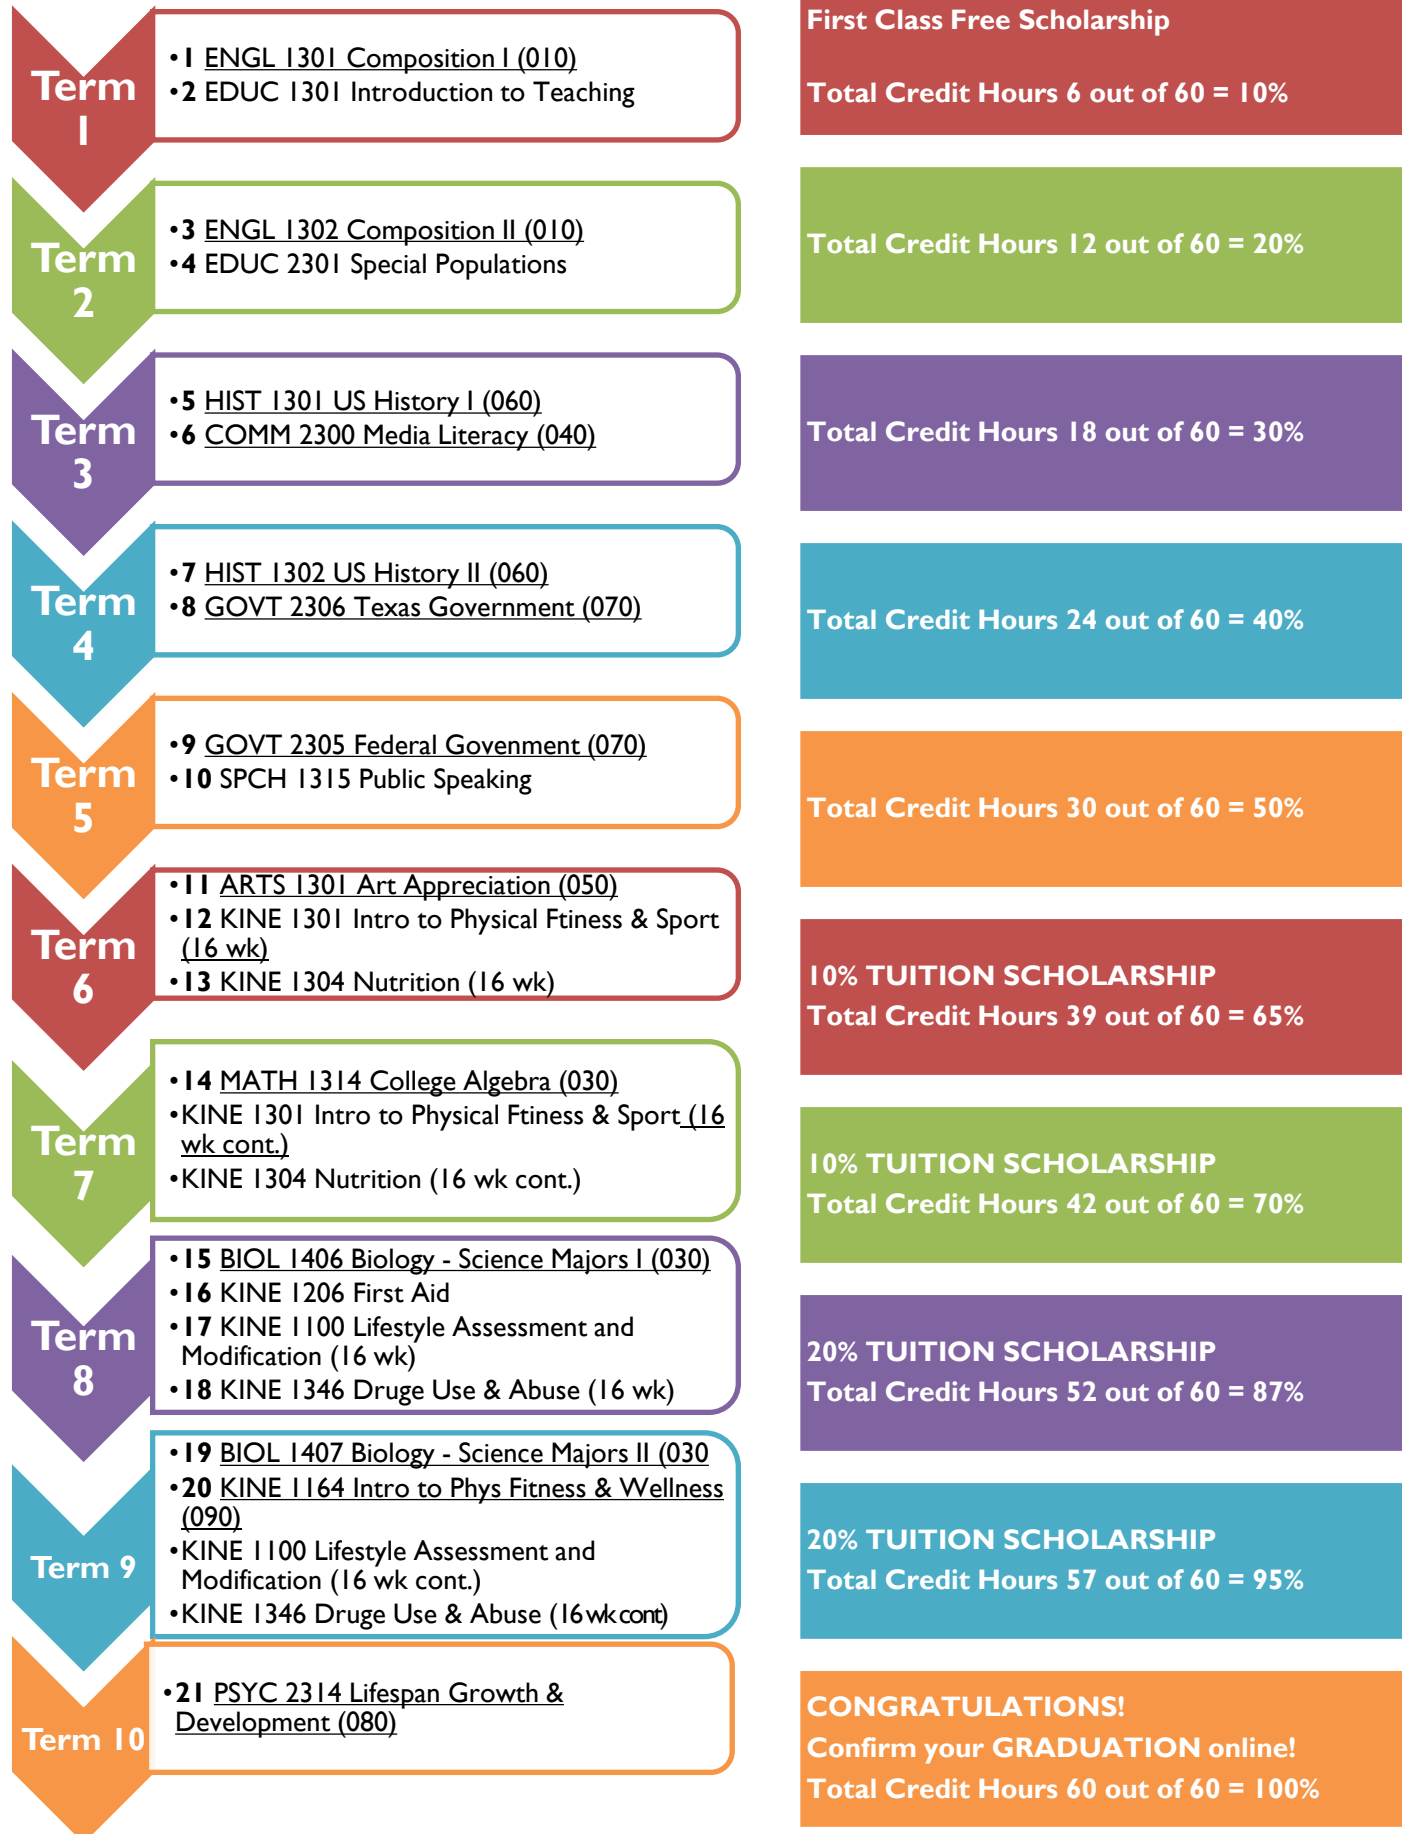 Term
1
•1 ENGL 1301 Composition I (010)
•2 EDUC 1301 Introduction to Teaching
First Class Free Scholarship
Total Credit Hours 6 out of 60 = 10%
Term
2
•3 ENGL 1302 Composition II (010)
•4 EDUC 2301 Special Populations
Total Credit Hours 12 out of 60 = 20%
Term
3
•5 HIST 1301 US History I (060)
•6 COMM 2300 Media Literacy (040)
Total Credit Hours 18 out of 60 = 30%
Term
4
•7 HIST 1302 US History II (060)
•8 GOVT 2306 Texas Government (070)
Total Credit Hours 24 out of 60 = 40%
Term
5
•9 GOVT 2305 Federal Govenment (070)
•10 SPCH 1315 Public Speaking
Total Credit Hours 30 out of 60 = 50%
Term
6
•11 ARTS 1301 Art Appreciation (050)
•12 KINE 1301 Intro to Physical Ftiness & Sport
(16 wk)
•13 KINE 1304 Nutrition (16 wk)
10% TUITION SCHOLARSHIP
Total Credit Hours 39 out of 60 = 65%
Term
7
•14 MATH 1314 College Algebra (030)
•KINE 1301 Intro to Physical Ftiness & Sport (16
wk cont.)
•KINE 1304 Nutrition (16 wk cont.)
10% TUITION SCHOLARSHIP
Total Credit Hours 42 out of 60 = 70%
Term
8
•15 BIOL 1406 Biology - Science Majors I (030)
•16 KINE 1206 First Aid
•17 KINE 1100 Lifestyle Assessment and
Modification (16 wk)
•18 KINE 1346 Druge Use & Abuse (16 wk)
20% TUITION SCHOLARSHIP
Total Credit Hours 52 out of 60 = 87%
Term 9
•19 BIOL 1407 Biology - Science Majors II (030
•20 KINE 1164 Intro to Phys Fitness & Wellness
(090)
•KINE 1100 Lifestyle Assessment and
Modification (16 wk cont.)
•KINE 1346 Druge Use & Abuse (16 wk cont)
20% TUITION SCHOLARSHIP
Total Credit Hours 57 out of 60 = 95%
Term 10
•21 PSYC 2314 Lifespan Growth &
Development (080)
CONGRATULATIONS!
Confirm your GRADUATION online!
Total Credit Hours 60 out of 60 = 100%